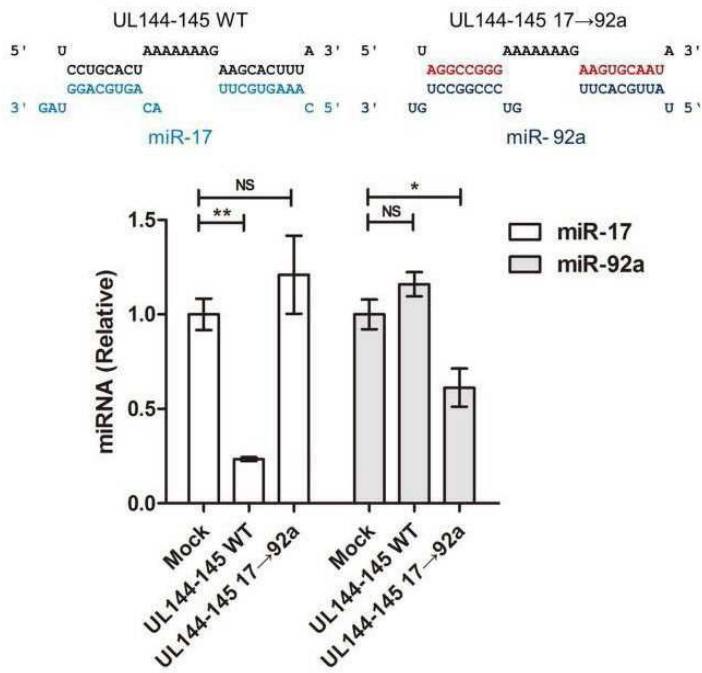 UL144-145 WT
5' U AAAAAAAG A 3'
CCUGCACU AAGCACUUU
GGACGUGA UUCGUGAAA
3' GAU CA C 5'
miR-17
UL144-145 17→92a
5' U AAAAAAAG A 3'
AGGCCGGG AAGUGCAAU
UCCGGCCC UUCACGUUA
3' UG UG U 5'
miR-92a
NS
**
*
NS
miR-17
miR-92a
miRNA (Relative)
1.5
1.0
0.5
0.0
Mock
UL144-145 WT
UL144-145 17→92a
Mock
UL144-145 WT
UL144-145 17→92a